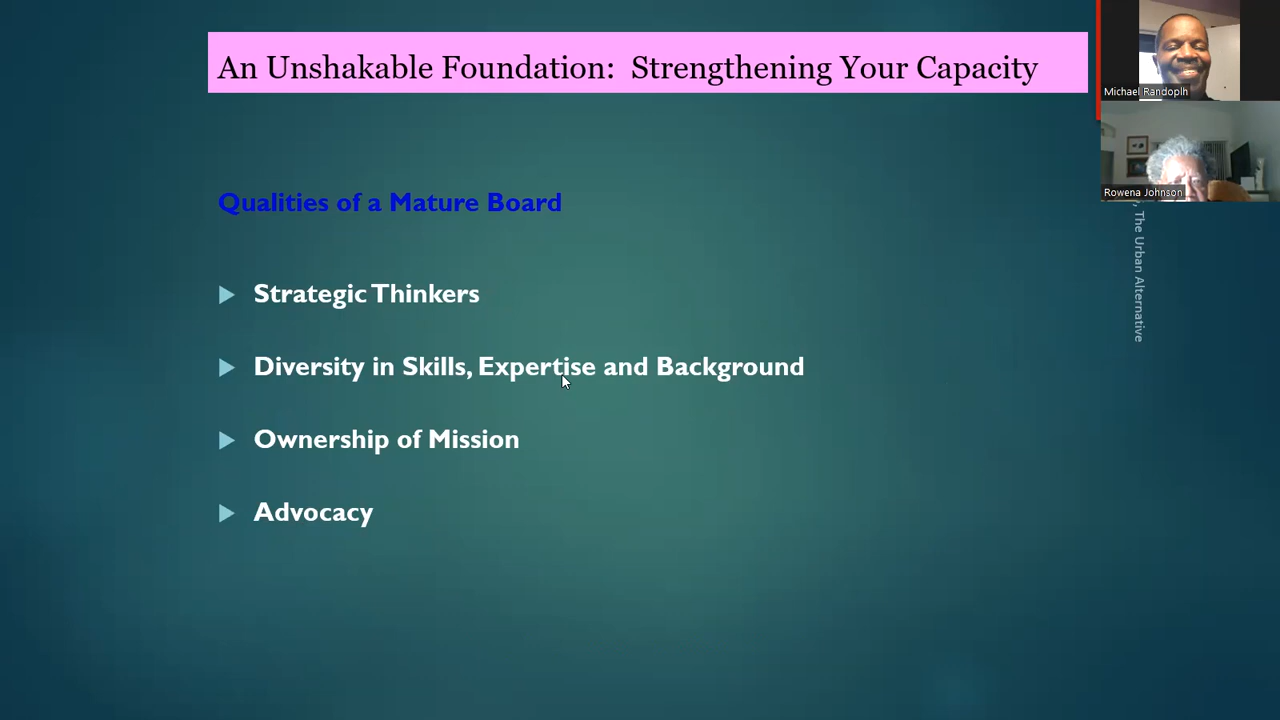 An Unshakable Foundation: Strengthening Your Capacity
Qualities of a Mature Board
Strategic Thinkers
Diversity in Skills, Expertise and Background
Ownership of Mission
Advocacy
Michael Randoplh
Rowena Johnson
The Urban Alternative